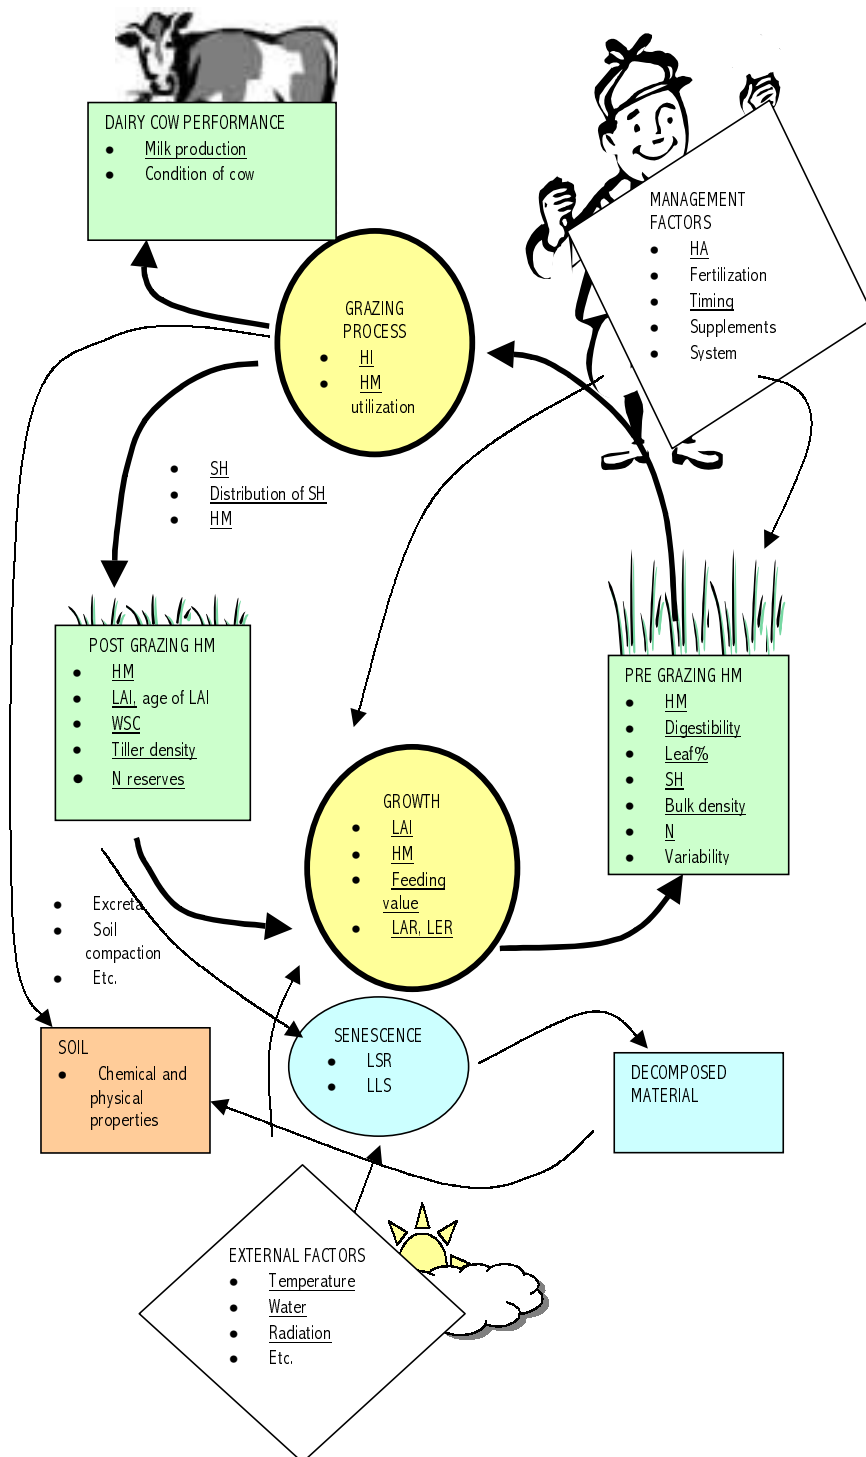 DAIRY COW PERFORMANCE
• Milk production
• Condition of cow
MANAGEMENT
FACTORS
• HA
• Fertilization
• Timing
• Supplements
• System
GRAZING
PROCESS
• HI
• HM
utilization
• SH
• Distribution of SH
• HM
POST GRAZING HM
• HM
• LAI, age of LAI
• WSC
• Tiller density
• N reserves
PRE GRAZING HM
• HM
• Digestibility
• Leaf%
• SH
• Bulk density
• N
• Variability
GROWTH
• LAI
• HM
• Feeding
value
• LAR, LER
• Excreta
• Soil
compaction
• Etc.
SOIL
• Chemical and
physical
properties
SENESCENCE
• LSR
• LLS
DECOMPOSED
MATERIAL
EXTERNAL FACTORS
• Temperature
• Water
• Radiation
• Etc.